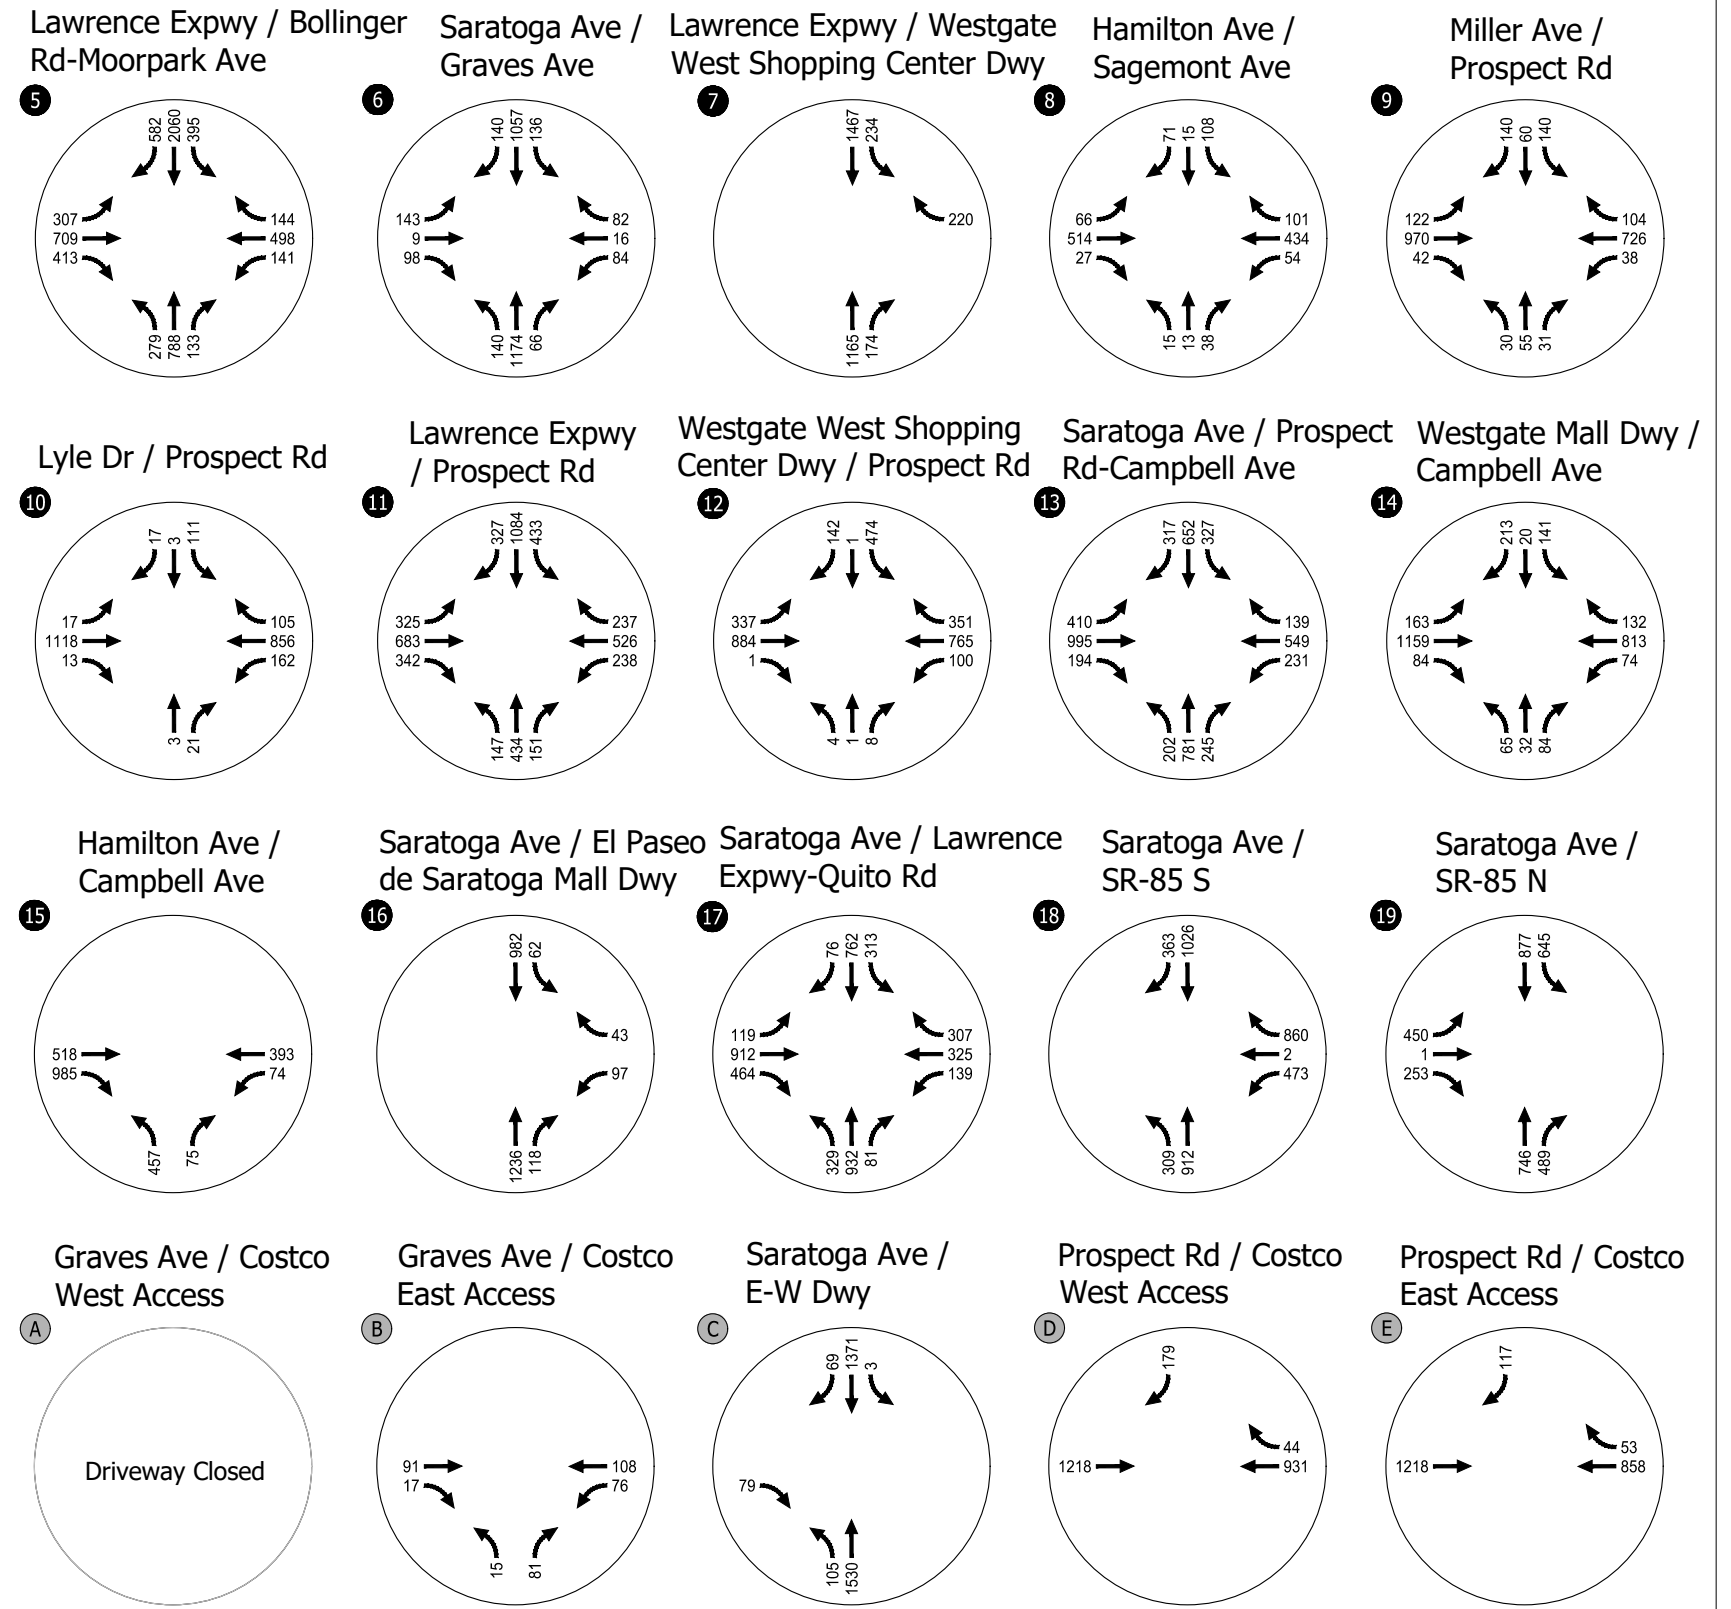 Lawrence Expwy / Bollinger
Rd-Moorpark Ave
5
582 2060 395
307
709
413
144
498
141
279 788 133
Saratoga Ave /
Graves Ave
6
140 1057 136
143
9
98
82
16
84
140 1174 66
Lawrence Expwy / Westgate
West Shopping Center Dwy
7
1467 234
220
1165 174
Hamilton Ave /
Sagemont Ave
8
71 15 108
66
514
27
101
434
54
15 13 38
Miller Ave /
Prospect Rd
9
140 60 140
122
970
42
104
726
38
30 55 31
Lyle Dr / Prospect Rd
10
17 3 111
17
1118
13
105
856
162
3 21
Lawrence Expwy
/ Prospect Rd
11
327 1084 433
325
683
342
237
526
238
147 434 151
Westgate West Shopping
Center Dwy / Prospect Rd
12
142 1 474
337
884
1
351
765
100
4 1 8
Saratoga Ave / Prospect
Rd-Campbell Ave
13
317 652 327
410
995
194
139
549
231
202 781 245
Westgate Mall Dwy /
Campbell Ave
14
213 20 141
163
1159
84
132
813
74
65 32 84
Hamilton Ave /
Campbell Ave
15
518
985
393
74
457 75
Saratoga Ave / El Paseo
de Saratoga Mall Dwy
16
982 62
43
97
1236 118
Saratoga Ave / Lawrence
Expwy-Quito Rd
17
76 762 313
119
912
464
307
325
139
329 932 81
Saratoga Ave /
SR-85 S
18
363 1026
860
2
473
309 912
Saratoga Ave /
SR-85 N
19
877 645
450
1
253
746 489
Graves Ave / Costco
West Access
A
Driveway Closed
Graves Ave / Costco
East Access
B
91
17
108
76
15 81
Saratoga Ave /
E-W Dwy
C
69 1371 3
79
105 1530
Prospect Rd / Costco
West Access
D
179
1218
44
931
Prospect Rd / Costco
East Access
E
117
1218
53
858